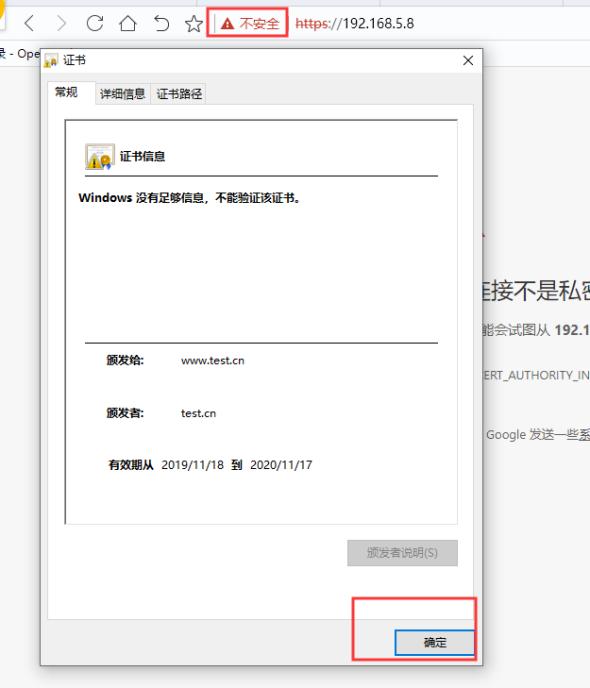 不安全 https://192.168.5.8
录 - Ope
证书
常规 详细信息 证书路径
证书信息
Windows 没有足够信息，不能验证该证书。
连接不是私密
能会试图从 192.1
颁发给: www.test.cn
ERT_AUTHORITY_IN
颁发者: test.cn
Google 发送一些系
有效期从 2019/11/18 到 2020/11/17
颁发者说明(S)
确定